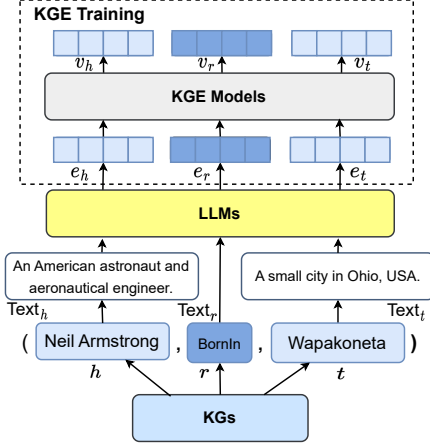 KGE Training
v_h v_r v_t
KGE Models
e_h e_r e_t
LLMs
An American astronaut and
aeronautical engineer.
A small city in Ohio, USA.
Text_h Text_r Text_t
( Neil Armstrong , BornIn , Wapakoneta )
h r t
KGs